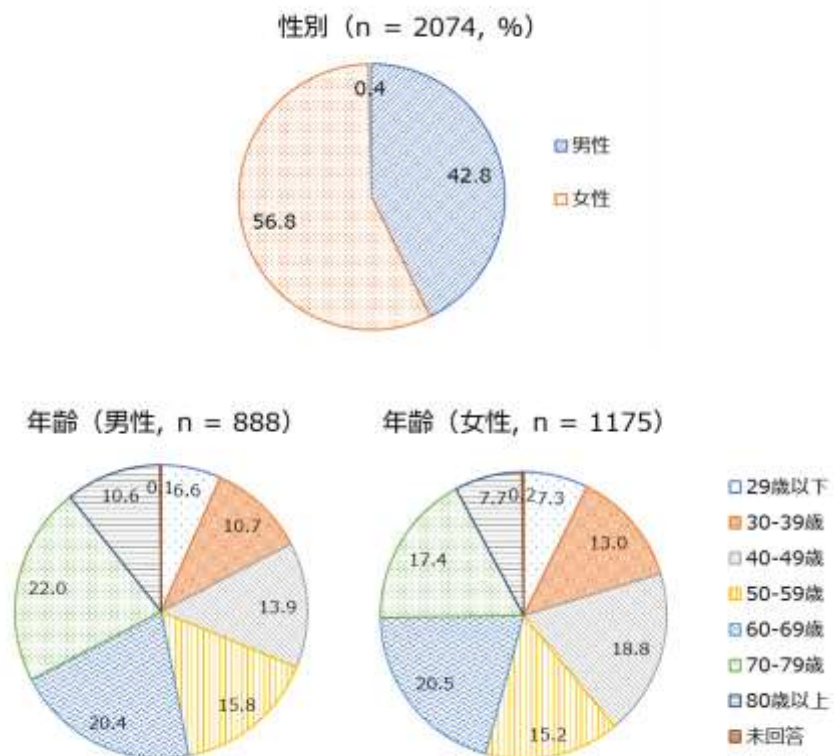 性別（n = 2074, %）
0.4
42.8
56.8
男性
女性
年齢（男性, n = 888）
0.1
6.6
10.7
13.9
15.8
20.4
22.0
10.6
年齢（女性, n = 1175）
0.2
7.3
13.0
18.8
15.2
20.5
17.4
7.7
29歳以下
30-39歳
40-49歳
50-59歳
60-69歳
70-79歳
80歳以上
未回答